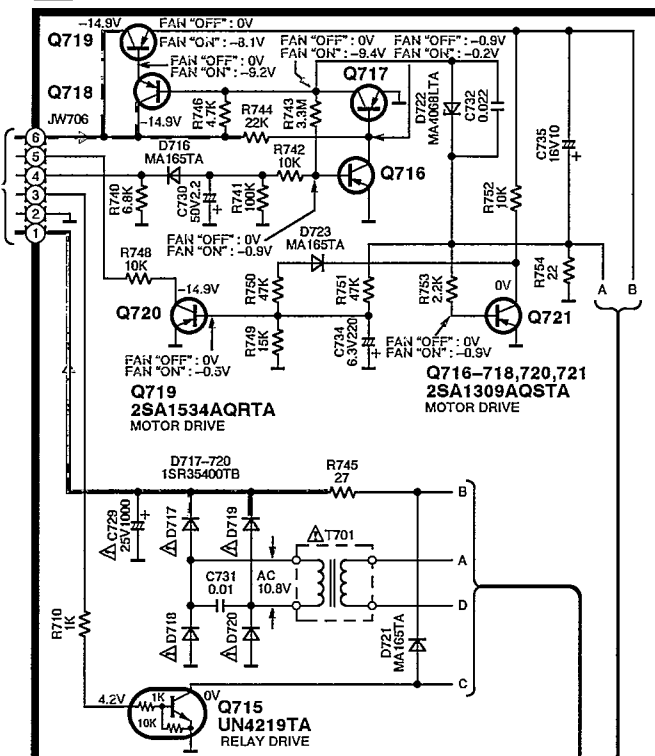 -14.9V
FAN "OFF" : 0V
FAN "ON" : -8.1V
FAN "OFF" : 0V
FAN "ON" : -9.4V
FAN "OFF" : -0.9V
FAN "ON" : -0.2V
Q719
FAN "OFF" : 0V
FAN "ON" : -9.2V
Q718
Q717
JW706
-14.9V
R746
4.7K
R744
22K
R743
3.3M
D722
MA4068LTA
C732
0.022
C735
16V10
6
5
4
3
2
1
D716
MA165TA
R742
10K
Q716
R740
6.8K
C730
50V2.2
R741
100K
R752
10K
FAN "OFF" : 0V
FAN "ON" : -0.9V
D723
MA165TA
R748
10K
R750
47K
R751
47K
R753
2.2K
R754
22
A
B
-14.9V
0V
Q720
Q721
R749
15K
C734
6.3V220
FAN "OFF" : 0V
FAN "ON" : -0.9V
FAN "OFF" : 0V
FAN "ON" : -0.5V
Q719
2SA1534AQRTA
MOTOR DRIVE
Q716-718,720,721
2SA1309AQSTA
MOTOR DRIVE
D717-720
1SR35400TB
R745
27
B
C729
25V1000
D717
D719
T701
A
C731
0.01
AC
10.8V
D
D718
D720
D721
MA165TA
R710
1K
C
4.2V
1K
10K
0V
Q715
UN4219TA
RELAY DRIVE